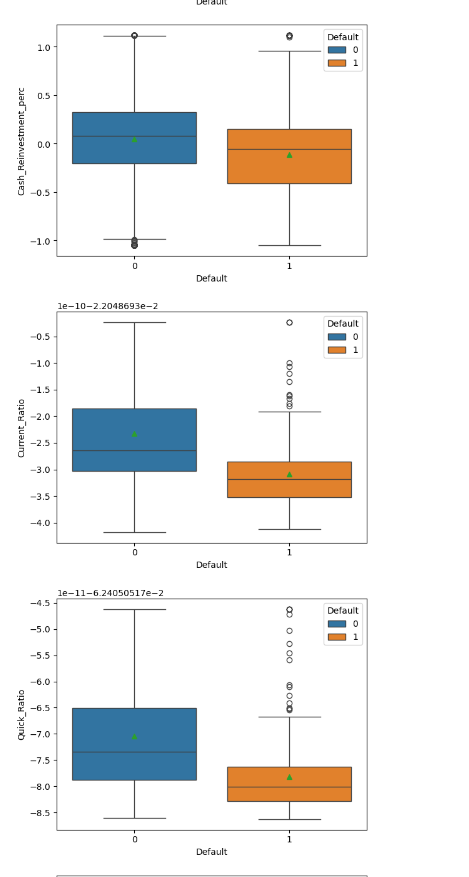 Default
1.0
0.5
0.0
−0.5
−1.0
Cash_Reinvestment_perc
Default
0
1
0
1
Default
1e−10−2.2048693e−2
−0.5
−1.0
−1.5
−2.0
−2.5
−3.0
−3.5
−4.0
Current_Ratio
Default
0
1
0
1
Default
1e−11−6.24050517e−2
−4.5
−5.0
−5.5
−6.0
−6.5
−7.0
−7.5
−8.0
−8.5
Quick_Ratio
Default
0
1
0
1
Default